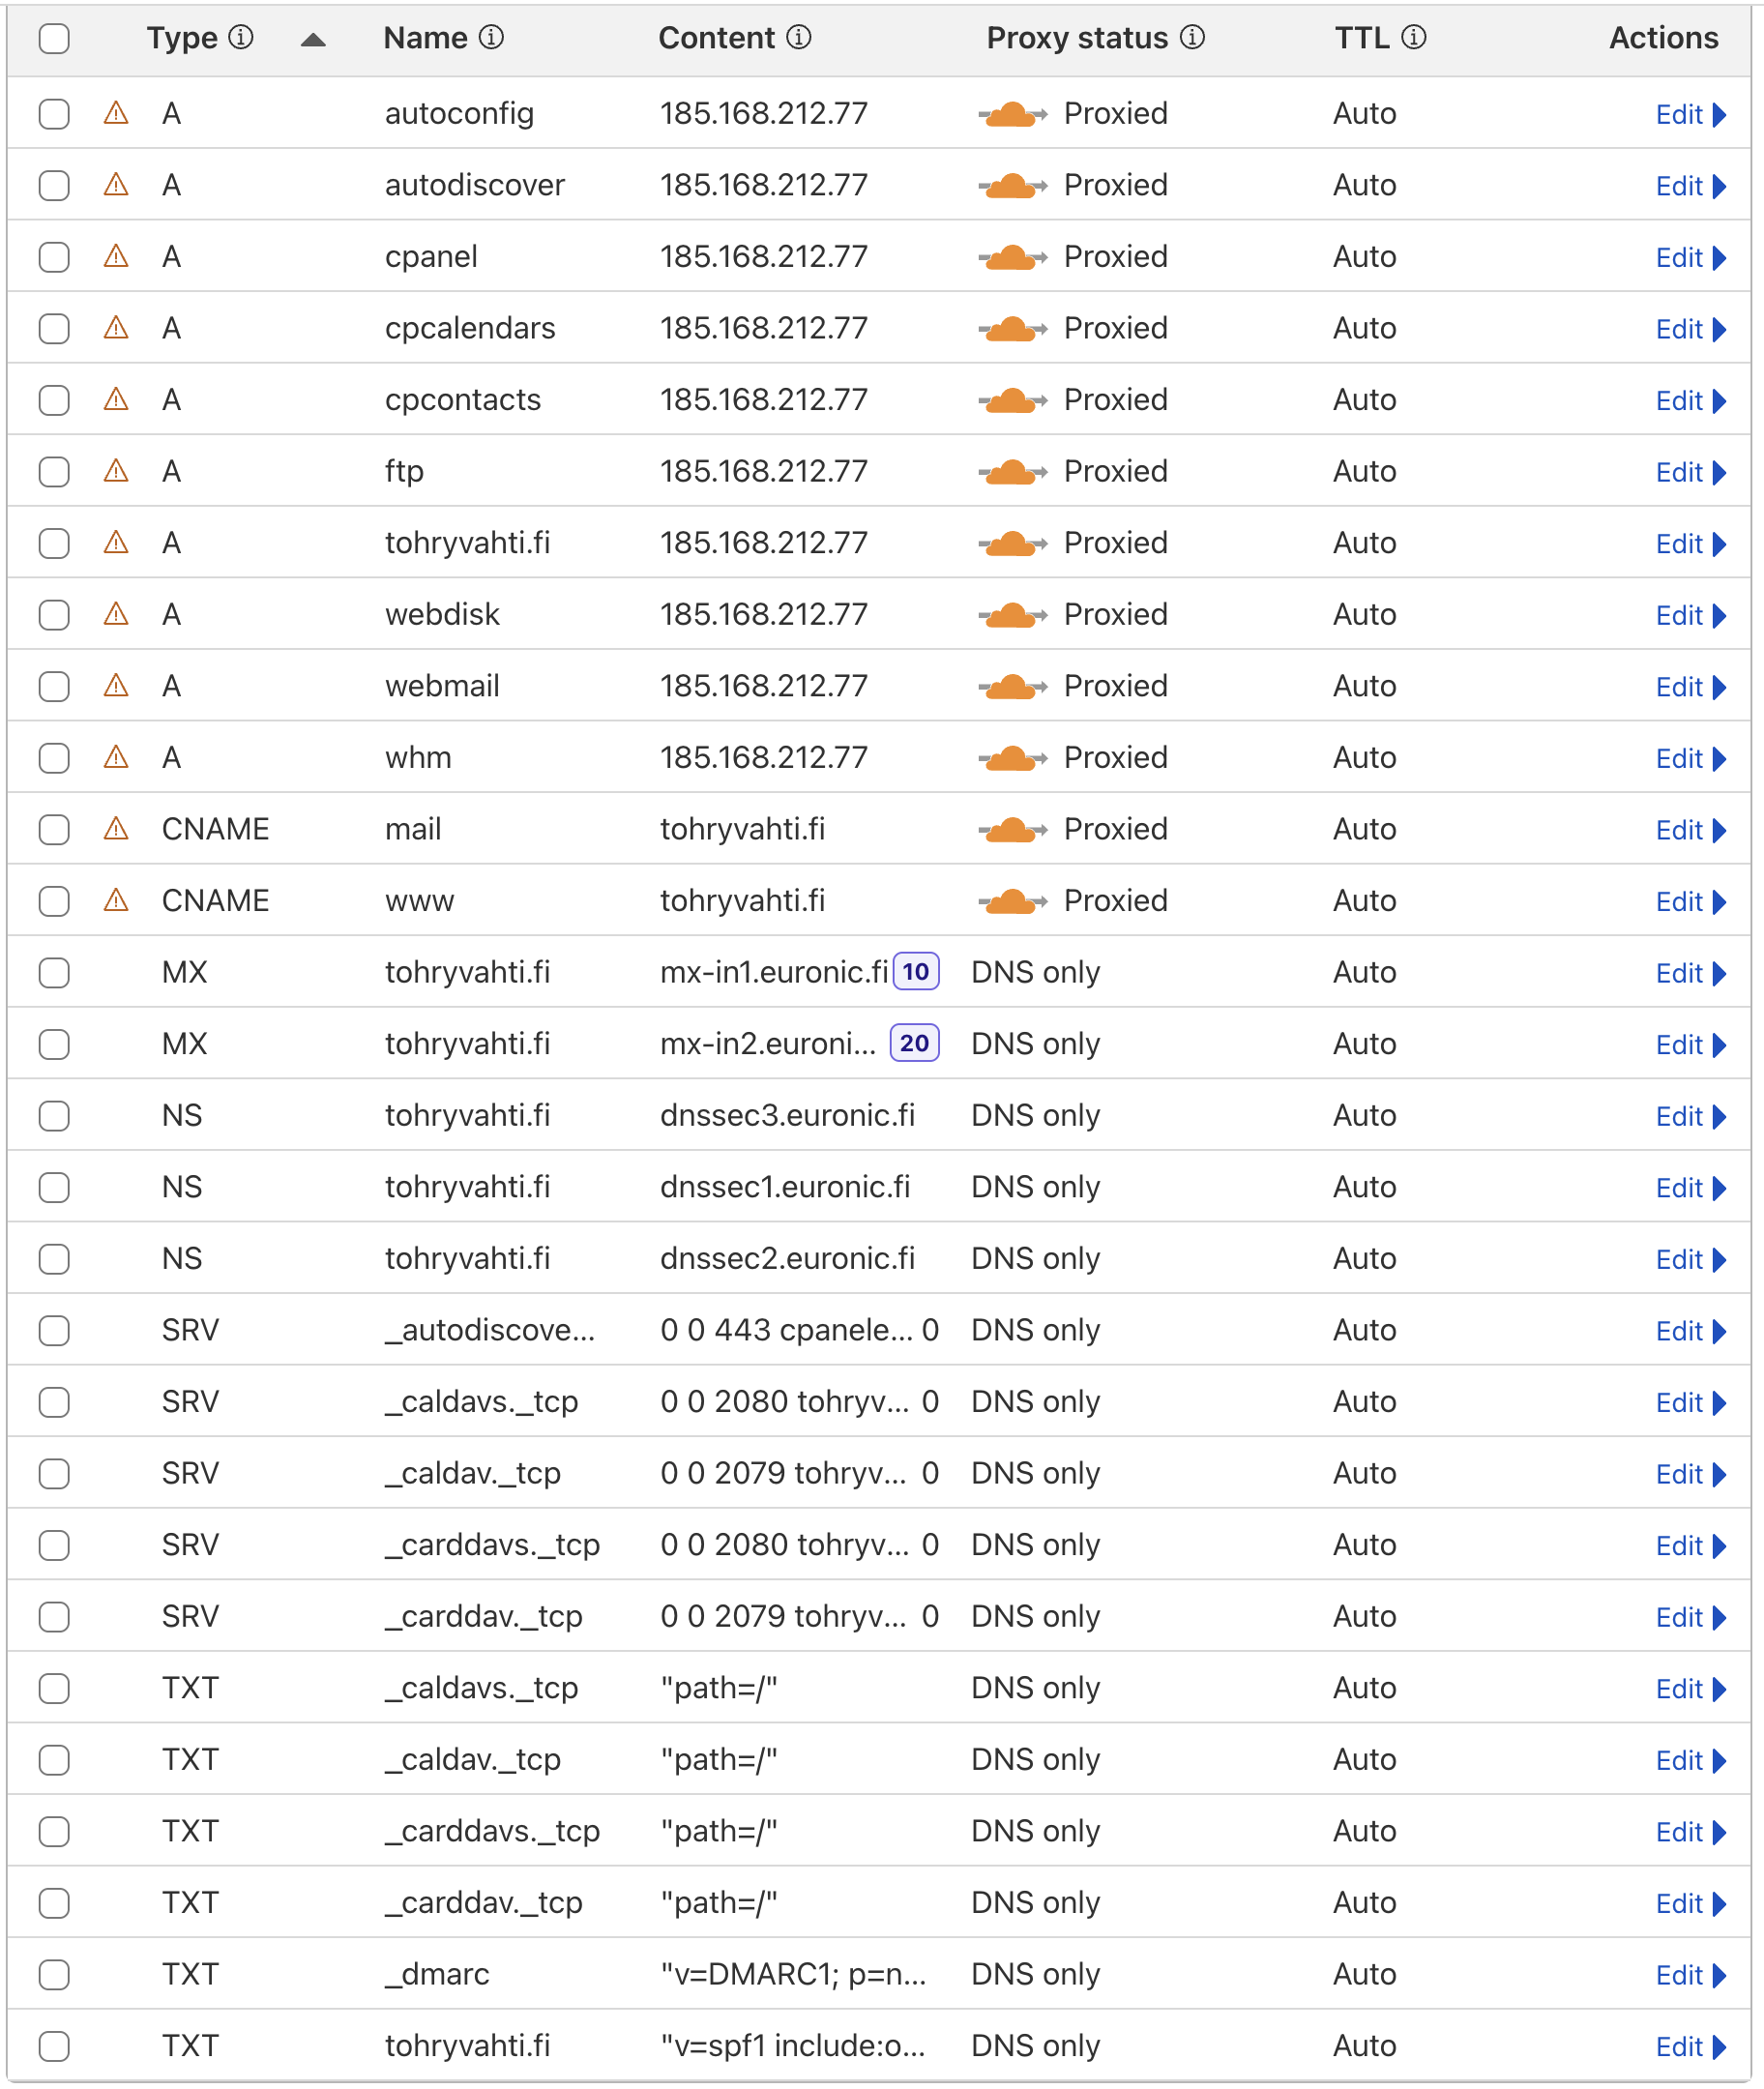 Type Name Content Proxy status TTL Actions
A autoconfig 185.168.212.77 Proxied Auto Edit
A autodiscover 185.168.212.77 Proxied Auto Edit
A cpanel 185.168.212.77 Proxied Auto Edit
A cpcalendars 185.168.212.77 Proxied Auto Edit
A cpcontacts 185.168.212.77 Proxied Auto Edit
A ftp 185.168.212.77 Proxied Auto Edit
A tohryvahti.fi 185.168.212.77 Proxied Auto Edit
A webdisk 185.168.212.77 Proxied Auto Edit
A webmail 185.168.212.77 Proxied Auto Edit
A whm 185.168.212.77 Proxied Auto Edit
CNAME mail tohryvahti.fi Proxied Auto Edit
CNAME www tohryvahti.fi Proxied Auto Edit
MX tohryvahti.fi mx-in1.euronic.fi 10 DNS only Auto Edit
MX tohryvahti.fi mx-in2.euroni... 20 DNS only Auto Edit
NS tohryvahti.fi dnssec3.euronic.fi DNS only Auto Edit
NS tohryvahti.fi dnssec1.euronic.fi DNS only Auto Edit
NS tohryvahti.fi dnssec2.euronic.fi DNS only Auto Edit
SRV _autodiscove... 0 0 443 cpanele... 0 DNS only Auto Edit
SRV _caldavs._tcp 0 0 2080 tohryv... 0 DNS only Auto Edit
SRV _caldav._tcp 0 0 2079 tohryv... 0 DNS only Auto Edit
SRV _carddavs._tcp 0 0 2080 tohryv... 0 DNS only Auto Edit
SRV _carddav._tcp 0 0 2079 tohryv... 0 DNS only Auto Edit
TXT _caldavs._tcp "path=/" DNS only Auto Edit
TXT _caldav._tcp "path=/" DNS only Auto Edit
TXT _carddavs._tcp "path=/" DNS only Auto Edit
TXT _carddav._tcp "path=/" DNS only Auto Edit
TXT _dmarc "v=DMARC1; p=n... DNS only Auto Edit
TXT tohryvahti.fi "v=spf1 include:o... DNS only Auto Edit